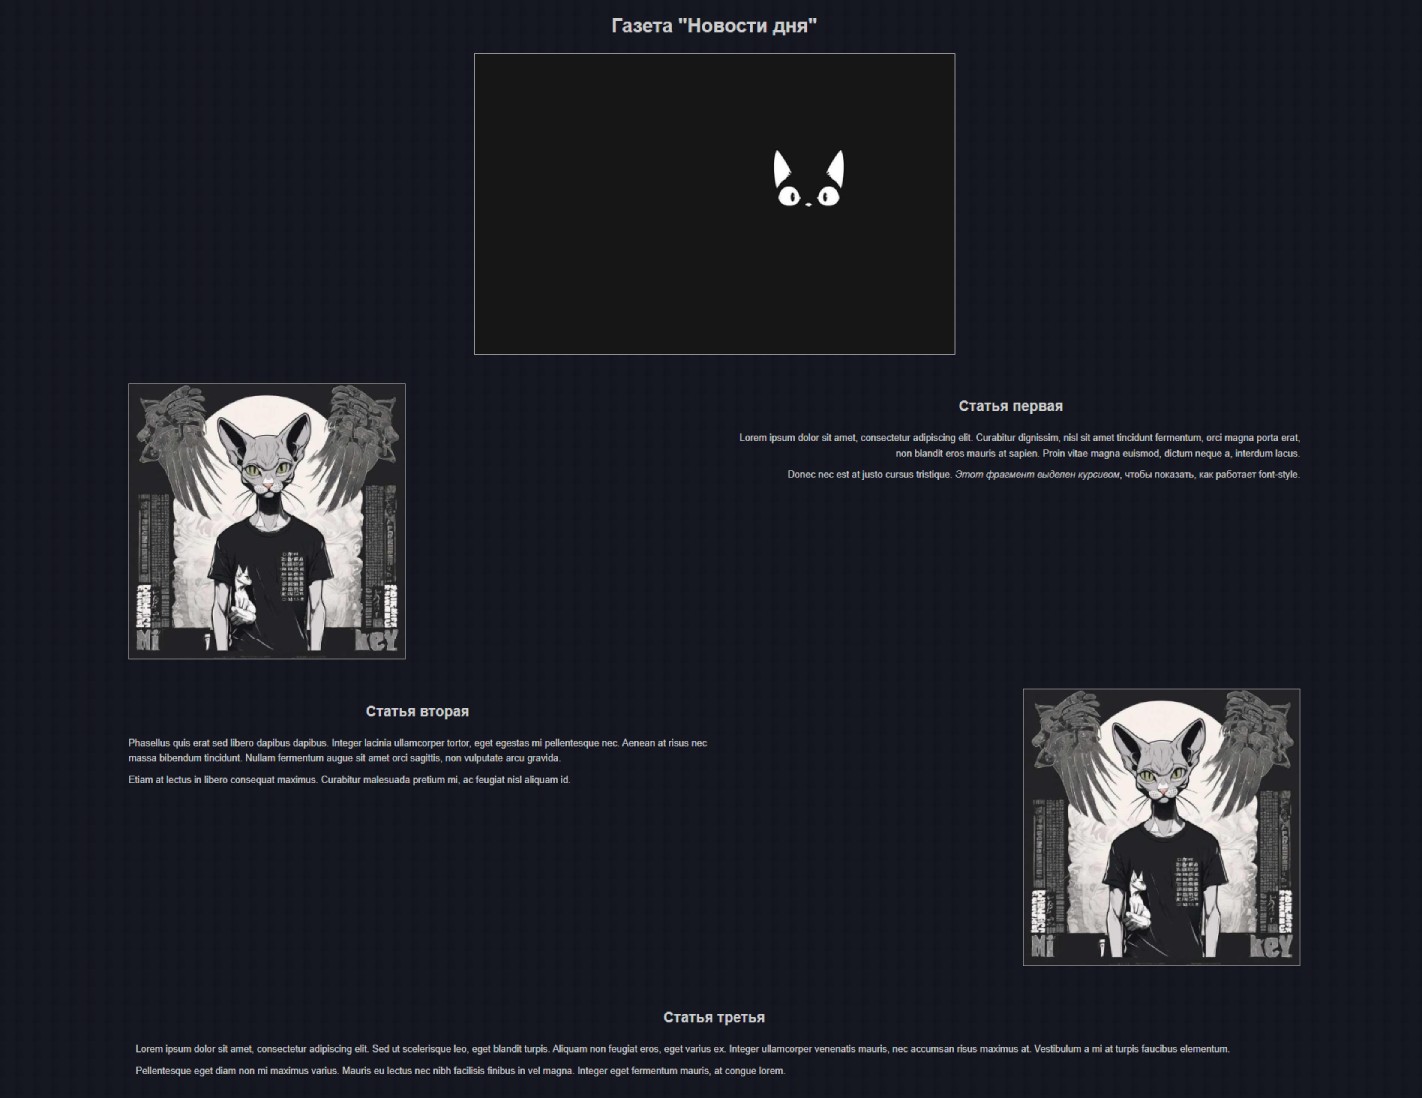 Газета "Новости дня"
Mi
keY
Статья первая
Lorem ipsum dolor sit amet, consectetur adipiscing elit. Curabitur dignissim, nisl sit amet tincidunt fermentum, orci magna porta erat,
non blandit eros mauris at sapien. Proin vitae magna euismod, dictum neque a, interdum lacus.
Donec nec est at justo cursus tristique. Этот фрагмент выделен курсивом, чтобы показать, как работает font-style.
Статья вторая
Phasellus quis erat sed libero dapibus dapibus. Integer lacinia ullamcorper tortor, eget egestas mi pellentesque nec. Aenean at risus nec
massa bibendum tincidunt. Nullam fermentum augue sit amet orci sagittis, non vulputate arcu gravida.
Etiam at lectus in libero consequat maximus. Curabitur malesuada pretium mi, ac feugiat nisl aliquam id.
Mi
keY
Статья третья
Lorem ipsum dolor sit amet, consectetur adipiscing elit. Sed ut scelerisque leo, eget blandit turpis. Aliquam non feugiat eros, eget varius ex. Integer ullamcorper venenatis mauris, nec accumsan risus maximus at. Vestibulum a mi at turpis faucibus elementum.
Pellentesque eget diam non mi maximus varius. Mauris eu lectus nec nibh facilisis finibus in vel magna. Integer eget fermentum mauris, at congue lorem.